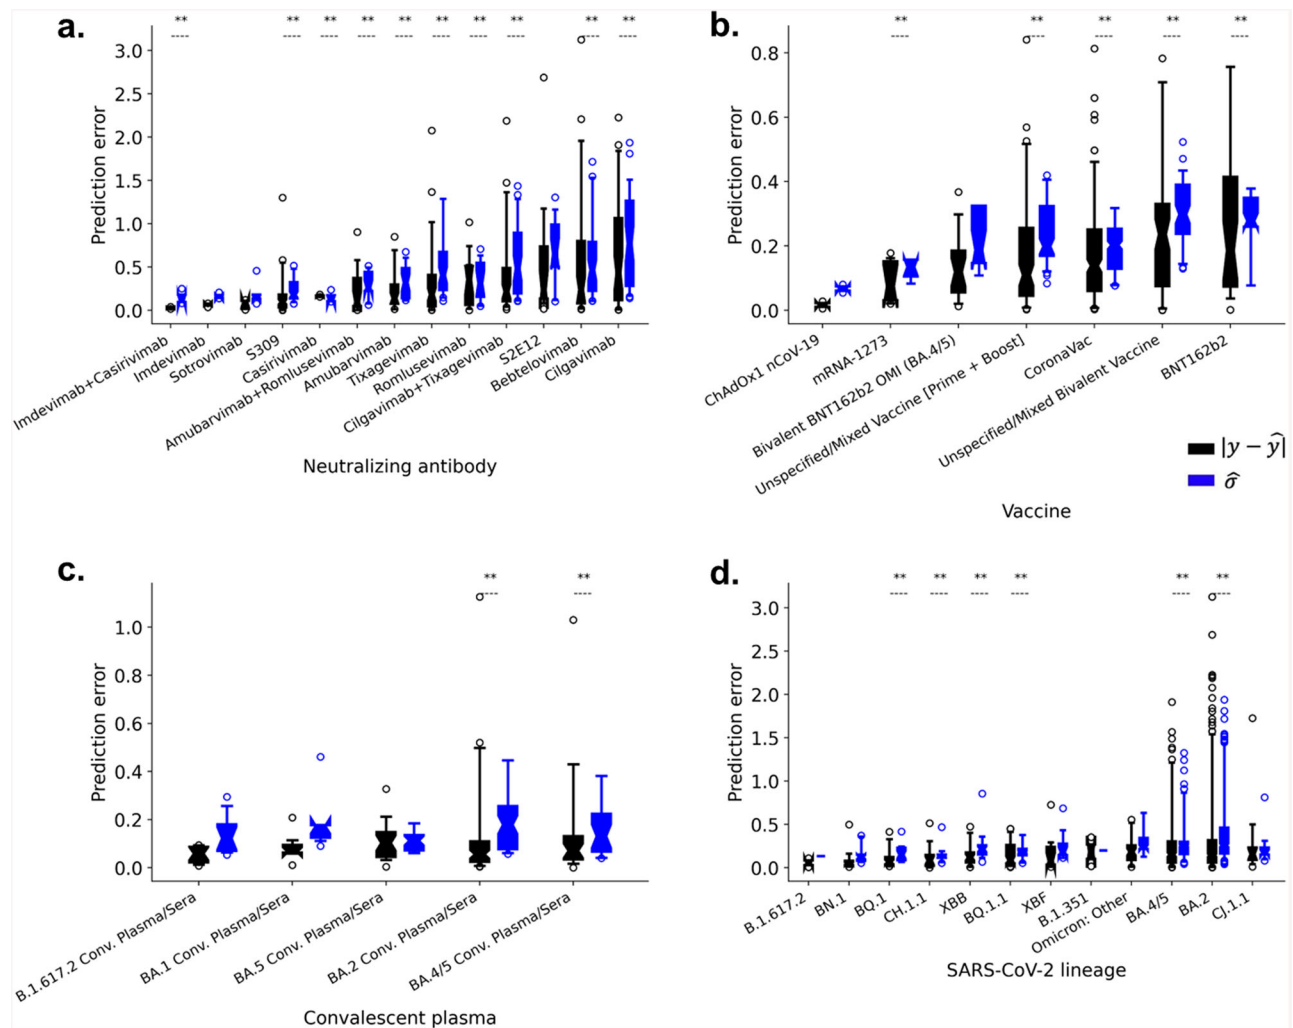 a.
** ** ** ** ** ** ** ** ** ** **
---- ---- ---- ---- ---- ---- ---- ---- ---- ---- ----
Prediction error
3.0
2.5
2.0
1.5
1.0
0.5
0.0
Imdevimab+Casirivimab
Imdevimab
Sotrovimab
S309
Casirivimab
Amubarvimab+Romlusevimab
Amubarvimab
Tixagevimab
Romlusevimab
Cilgavimab+Tixagevimab
S2E12
Bebtelovimab
Cilgavimab
Neutralizing antibody
b.
** ** ** ** ** **
---- ---- ---- ---- ---- ----
Prediction error
0.8
0.6
0.4
0.2
0.0
ChAdOx1 nCoV-19
mRNA-1273
Bivalent BNT162b2 OMI (BA.4/5)
Unspecified/Mixed Vaccine [Prime + Boost]
CoronaVac
Unspecified/Mixed Bivalent Vaccine
BNT162b2
Vaccine
|y − ŷ|
σ̂
c.
** **
---- ----
Prediction error
1.0
0.8
0.6
0.4
0.2
0.0
B.1.617.2 Conv. Plasma/Sera
BA.1 Conv. Plasma/Sera
BA.5 Conv. Plasma/Sera
BA.2 Conv. Plasma/Sera
BA.4/5 Conv. Plasma/Sera
Convalescent plasma
d.
** ** ** ** ** **
---- ---- ---- ---- ---- ----
Prediction error
3.0
2.5
2.0
1.5
1.0
0.5
0.0
B.1.617.2
BN.1
BQ.1
CH.1.1
XBB
BQ.1.1
XBF
B.1.351
Omicron: Other
BA.4/5
BA.2
CJ.1.1
SARS-CoV-2 lineage